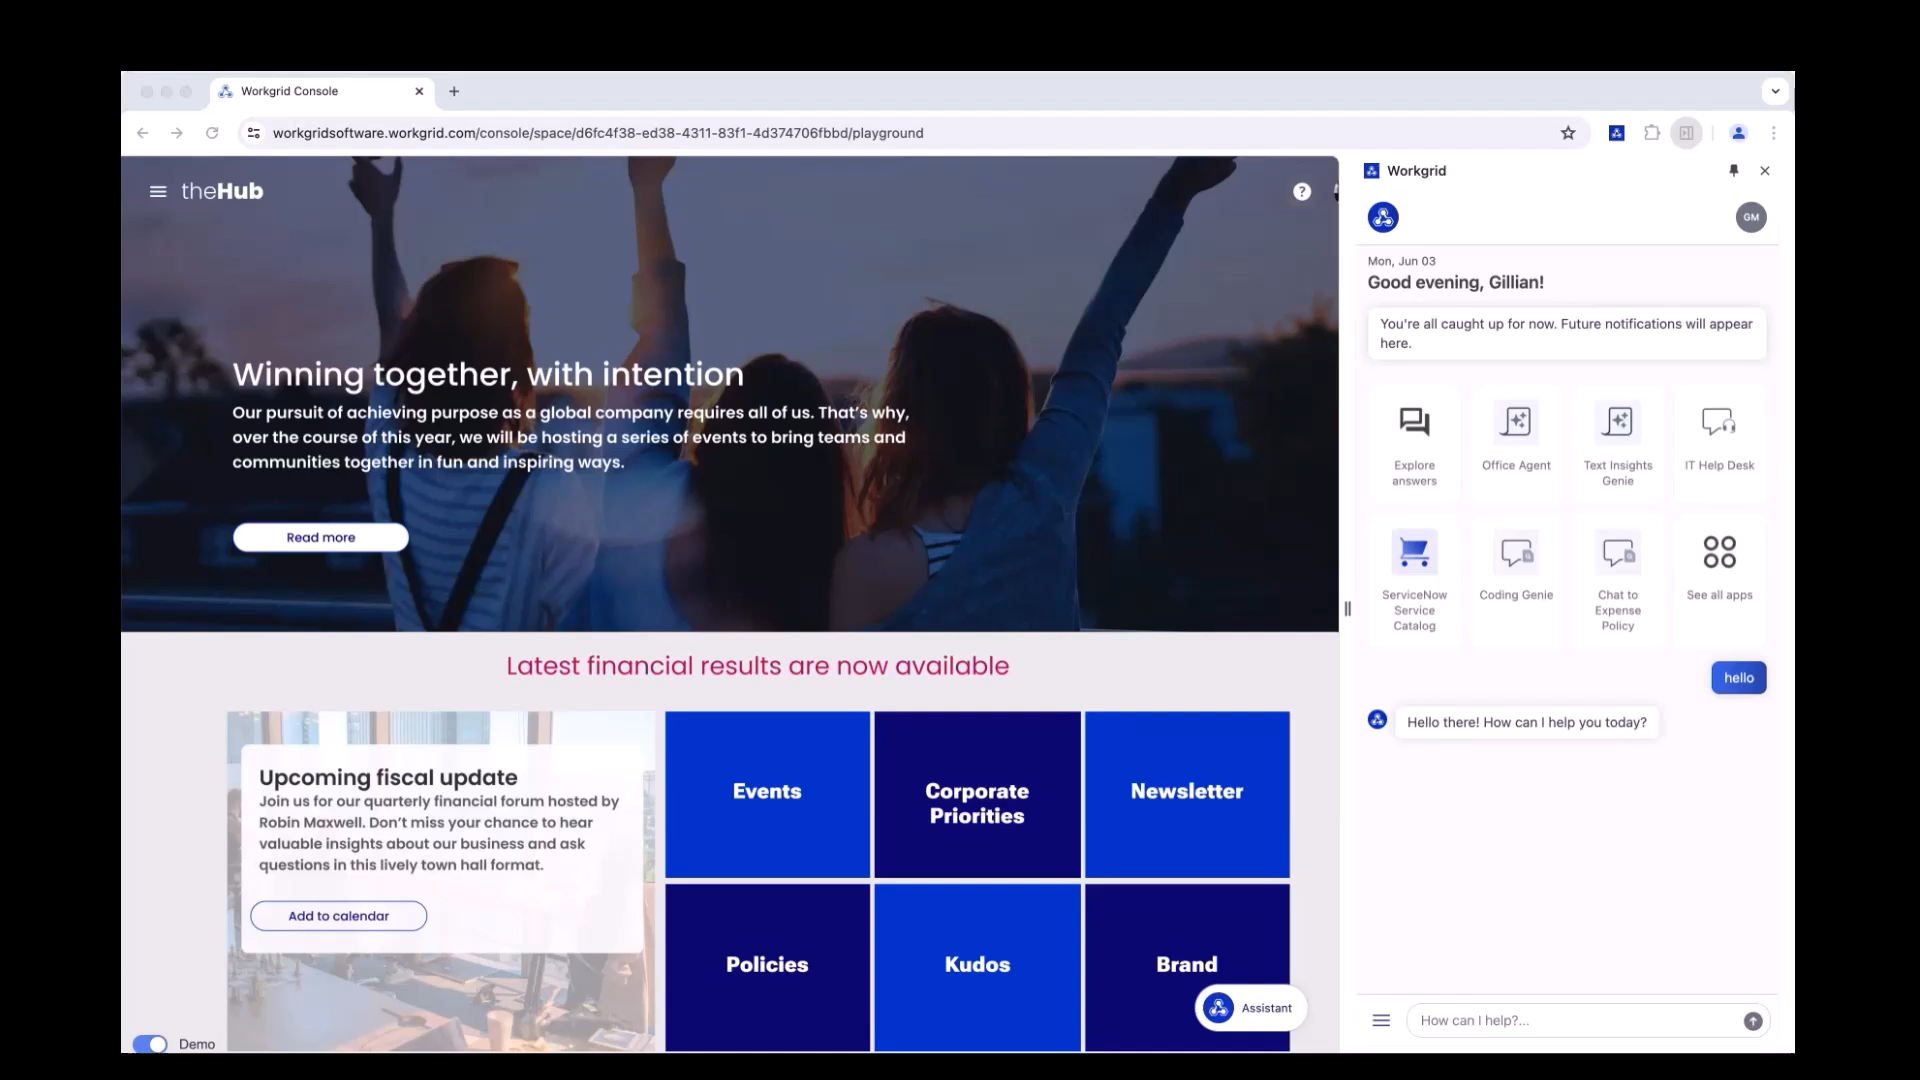 Workgrid Console
workgridsoftware.workgrid.com/console/space/d6fc4f38-ed38-4311-83f1-4d374706fbbd/playground
theHub
?
Winning together, with intention
Our pursuit of achieving purpose as a global company requires all of us. That's why,
over the course of this year, we will be hosting a series of events to bring teams and
communities together in fun and inspiring ways.
Read more
Latest financial results are now available
Upcoming fiscal update
Join us for our quarterly financial forum hosted by
Robin Maxwell. Don't miss your chance to hear
valuable insights about our business and ask
questions in this lively town hall format.
Add to calendar
Events
Corporate
Priorities
Newsletter
Policies
Kudos
Brand
Assistant
Demo
Workgrid
GM
Mon, Jun 03
Good evening, Gillian!
You're all caught up for now. Future notifications will appear
here.
Explore
answers
Office Agent
Text Insights
Genie
IT Help Desk
ServiceNow
Service
Catalog
Coding Genie
Chat to
Expense
Policy
See all apps
hello
Hello there! How can I help you today?
How can I help?...